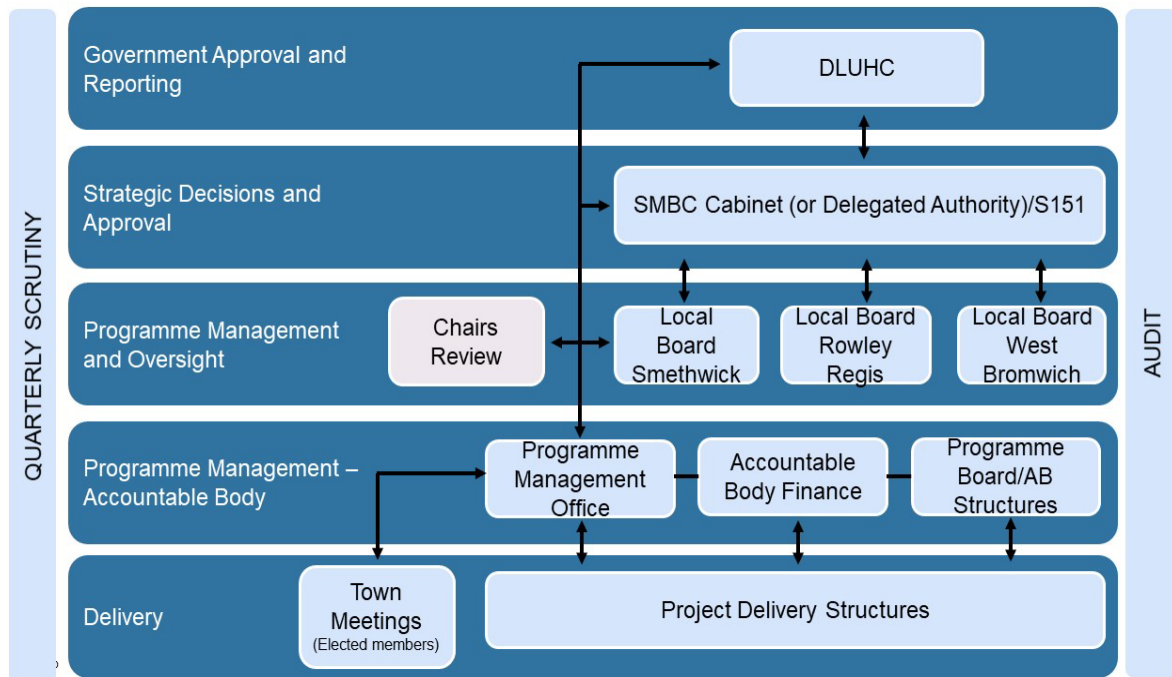 QUARTERLY SCRUTINY
Government Approval and
Reporting
DLUHC
Strategic Decisions and
Approval
SMBC Cabinet (or Delegated Authority)/S151
Programme Management
and Oversight
Chairs
Review
Local
Board
Smethwick
Local Board
Rowley
Regis
Local Board
West
Bromwich
Programme Management –
Accountable Body
Programme
Management
Office
Accountable
Body Finance
Programme
Board/AB
Structures
Delivery
Town
Meetings
(Elected members)
Project Delivery Structures
AUDIT